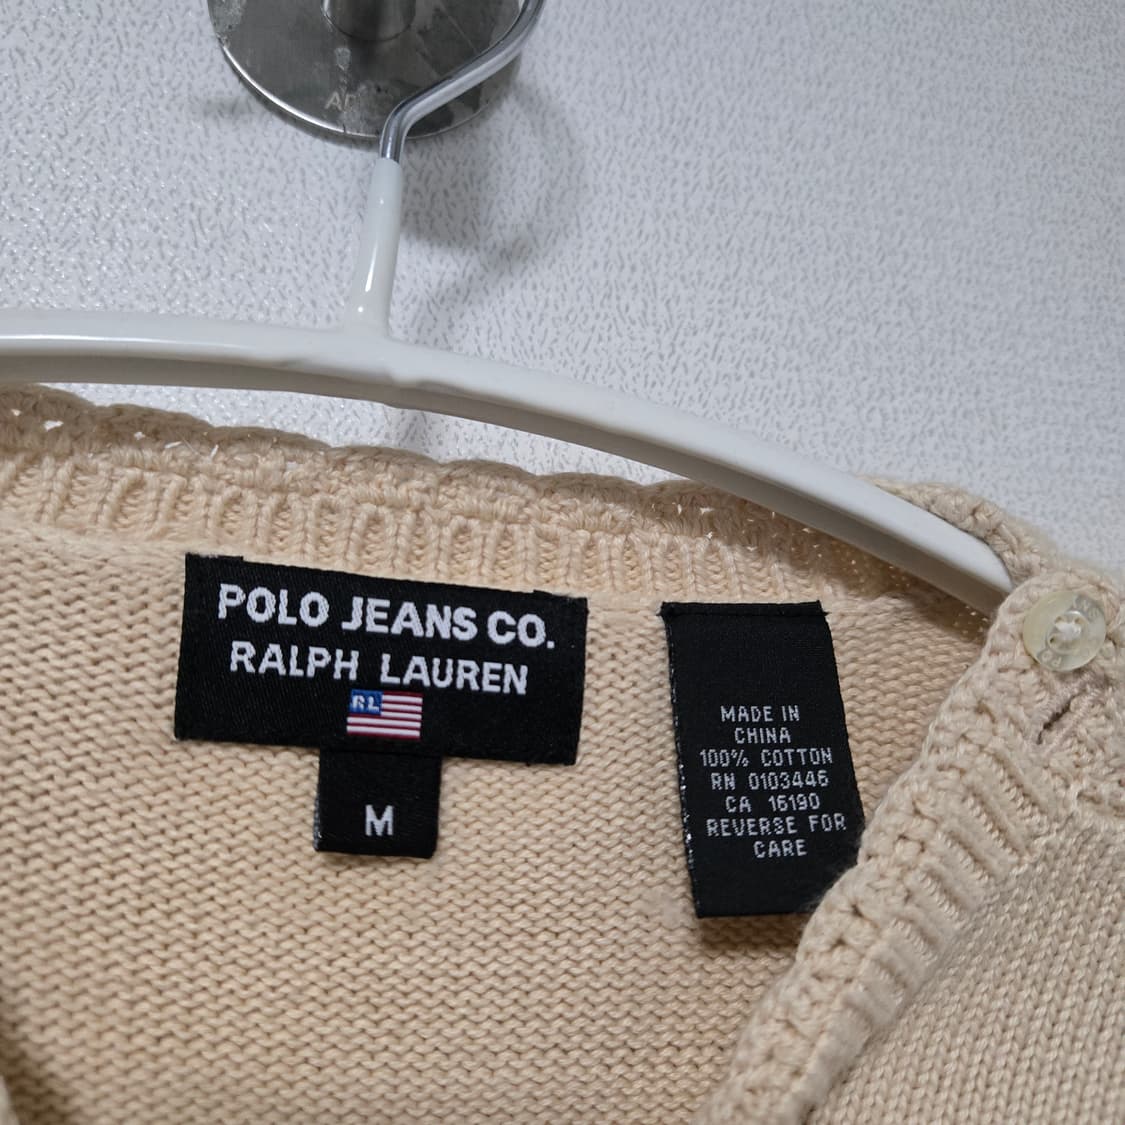 POLO JEANS CO.
RALPH LAUREN
RL
M
MADE IN
CHINA
100% COTTON
RN 0103446
CA 16190
REVERSE FOR
CARE